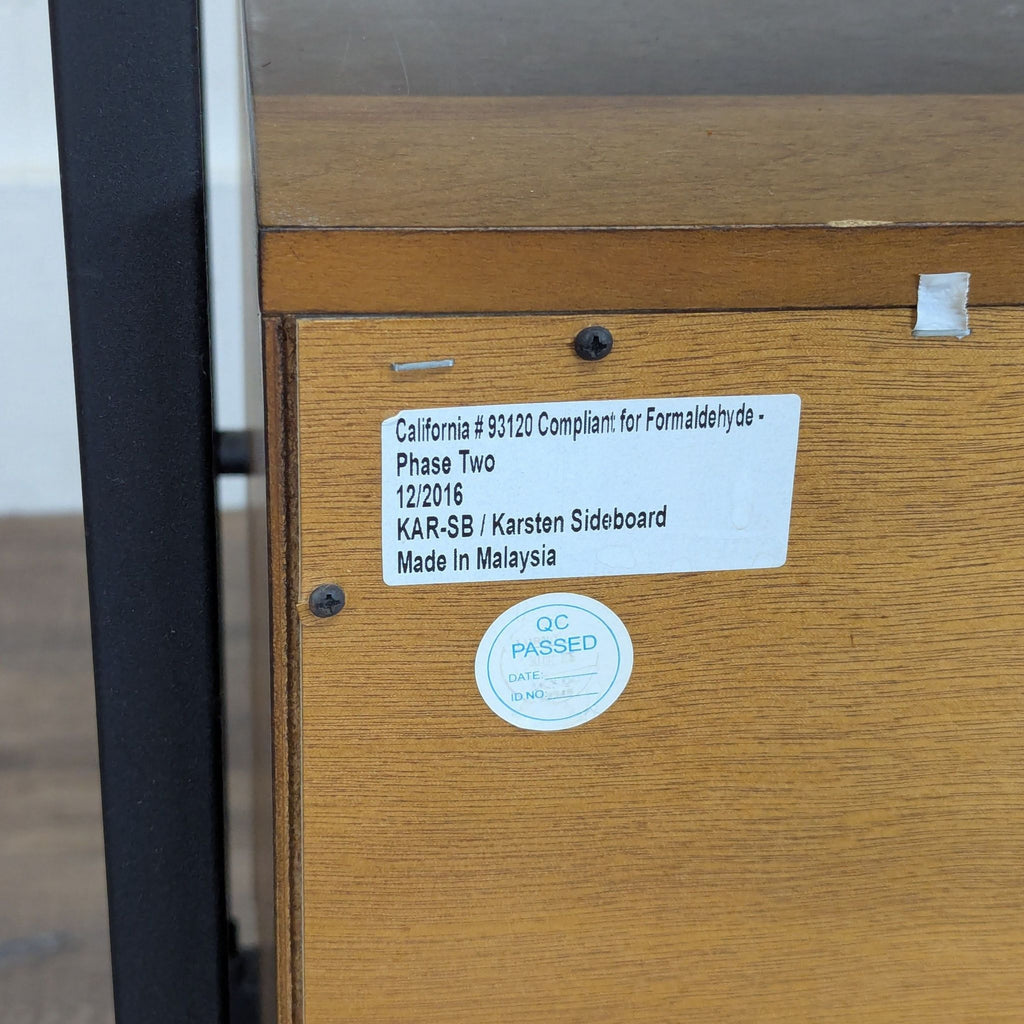 California # 93120 Compliant for Formaldehyde -
Phase Two
12/2016
KAR-SB / Karsten Sideboard
Made In Malaysia
QC
PASSED
DATE:
ID.NO: